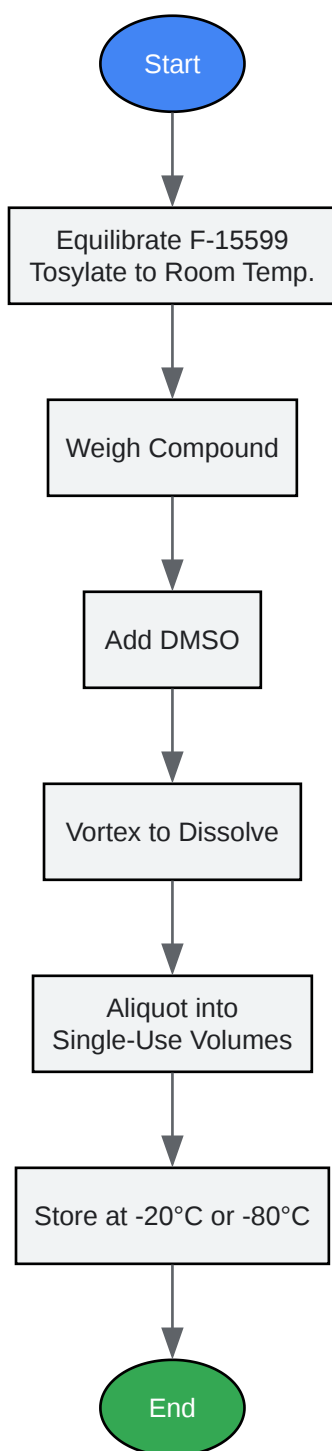 Start
Equilibrate F-15599
Tosylate to Room Temp.
Weigh Compound
Add DMSO
Vortex to Dissolve
Aliquot into
Single-Use Volumes
Store at -20°C or -80°C
End